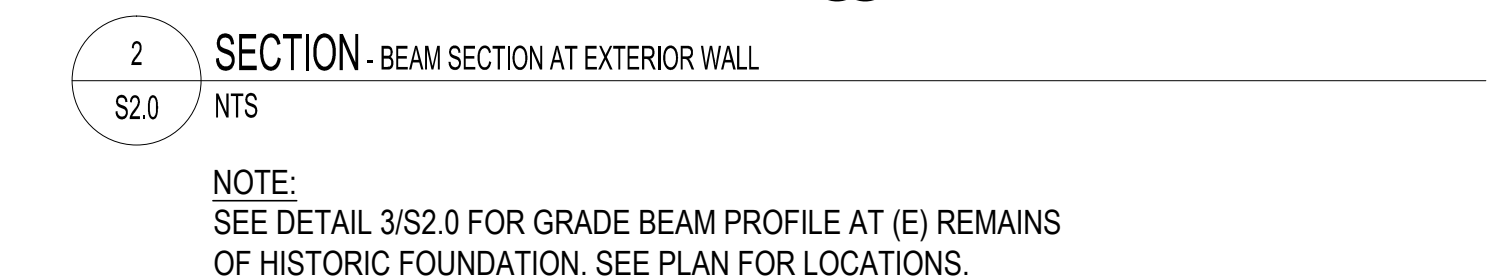 2
SECTION - BEAM SECTION AT EXTERIOR WALL
S2.0
NTS
NOTE:
SEE DETAIL 3/S2.0 FOR GRADE BEAM PROFILE AT (E) REMAINS
OF HISTORIC FOUNDATION. SEE PLAN FOR LOCATIONS.